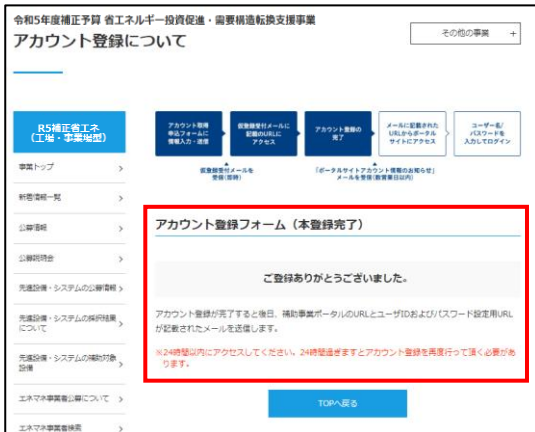 令和5年度補正予算 省エネルギー投資促進・需要構造転換支援事業
アカウント登録について
その他の事業 +
R5補正省エネ
（工場・事業場型）
事業トップ
新着情報一覧
公募情報
公募説明会
先進設備・システムの公募情報
先進設備・システムの採択結果
について
先進設備・システムの補助対象
設備
エネマネ事業者公募について
エネマネ事業者検索
アカウント取得
申込フォームに
情報入力・送信
仮登録受付メールに
記載のURLに
アクセス
アカウント登録の
完了
メールに記載された
URLからポータル
サイトにアクセス
ユーザー名/
パスワードを
入力してログイン
仮登録受付メールを
受信(即時)
「ポータルサイトアカウント情報のお知らせ」
メールを受信(数営業日以内)
アカウント登録フォーム（本登録完了）
ご登録ありがとうございました。
アカウント登録が完了すると後日、補助事業ポータルのURLとユーザIDおよびパスワード設定用URL
が記載されたメールを送信します。
※24時間以内にアクセスしてください。24時間過ぎますとアカウント登録を再度行って頂く必要があ
ります。
TOPへ戻る